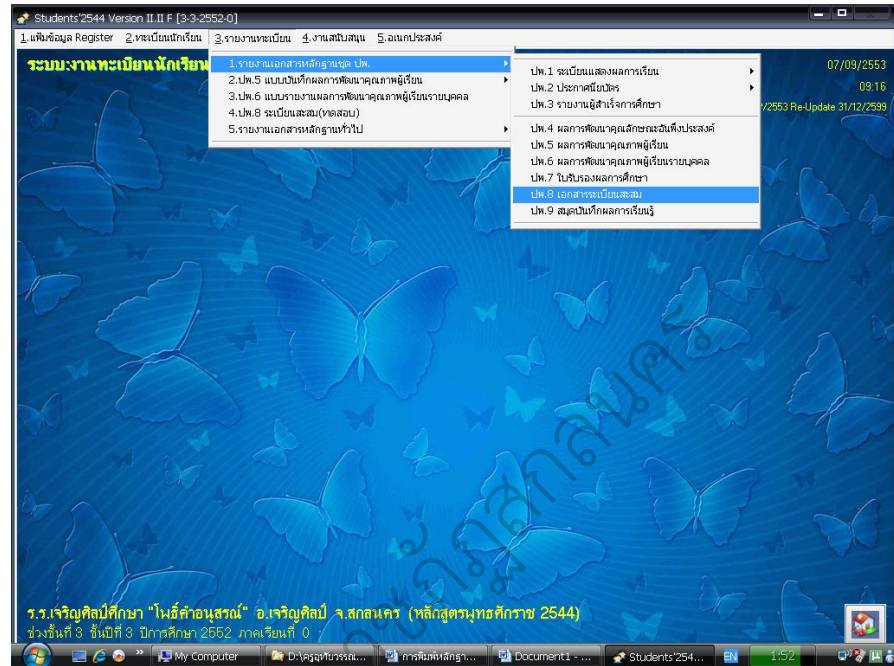 Students'2544 Version II.II F [3-3-2552-0]
1.แฟ้มข้อมูล Register 2.ทะเบียนนักเรียน 3.รายงานทะเบียน 4.งานสนับสนุน 5.อเนกประสงค์
ระบบ:งานทะเบียนนักเรียน
07/09/2553
09:16
/2553 Re-Update 31/12/2599
1.รายงานเอกสารหลักฐานชุด ปพ.
2.ปพ.5 แบบบันทึกผลการพัฒนาคุณภาพผู้เรียน
3.ปพ.6 แบบรายงานผลการพัฒนาคุณภาพผู้เรียนรายบุคคล
4.ปพ.8 ระเบียนสะสม(ทดสอบ)
5.รายงานเอกสารหลักฐานทั่วไป
ปพ.1 ระเบียนแสดงผลการเรียน
ปพ.2 ประกาศนียบัตร
ปพ.3 รายงานผู้สำเร็จการศึกษา
ปพ.4 ผลการพัฒนาคุณลักษณะอันพึงประสงค์
ปพ.5 ผลการพัฒนาคุณภาพผู้เรียน
ปพ.6 ผลการพัฒนาคุณภาพผู้เรียนรายบุคคล
ปพ.7 ใบรับรองผลการศึกษา
ปพ.8 เอกสารระเบียนสะสม
ปพ.9 สมุดบันทึกผลการเรียนรู้
ร.ร.เจริญศิลป์ศึกษา "โพธิ์คำอนุสรณ์" อ.เจริญศิลป์ จ.สกลนคร (หลักสูตรพุทธศักราช 2544)
ช่วงชั้นที่ 3 ชั้นปีที่ 3 ปีการศึกษา 2552 ภาคเรียนที่ 0
My Computer D:\ครูอุทัยวรรณ... การพิมพ์หลักฐา... Document1 - ... Students'254... EN 1:52